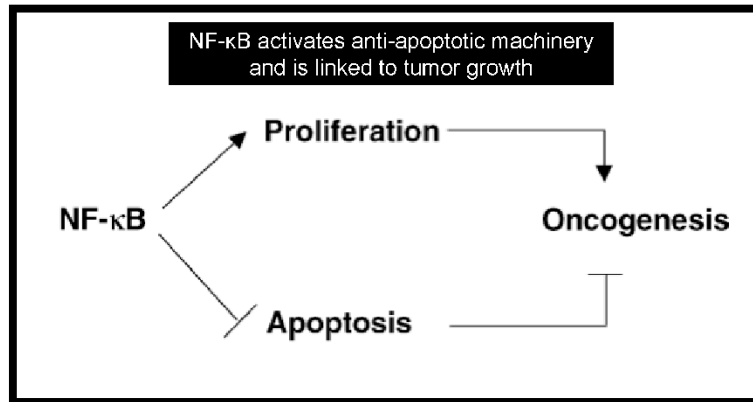 NF-κB activates anti-apoptotic machinery
and is linked to tumor growth
Proliferation
NF-κB
Oncogenesis
Apoptosis